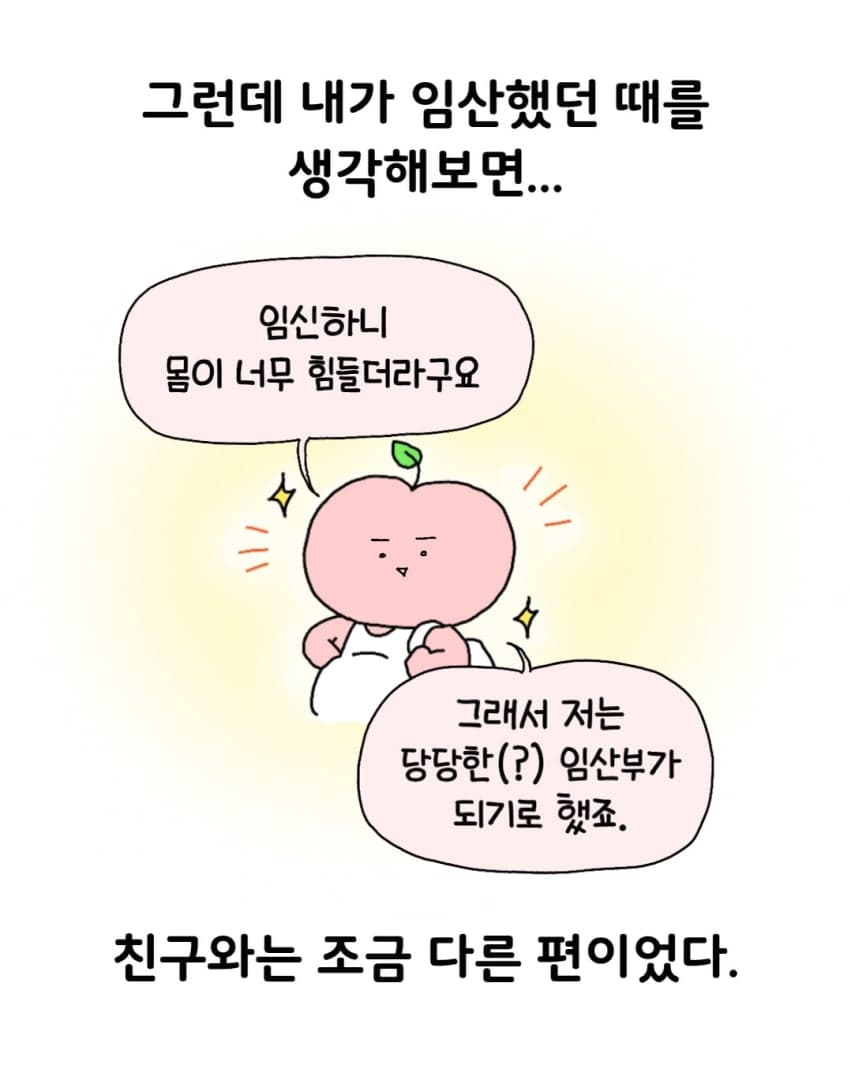 그런데 내가 임산했던 때를
생각해보면...
임신하니
몸이 너무 힘들더라구요
그래서 저는
당당한(?) 임산부가
되기로 했죠.
친구와는 조금 다른 편이었다.